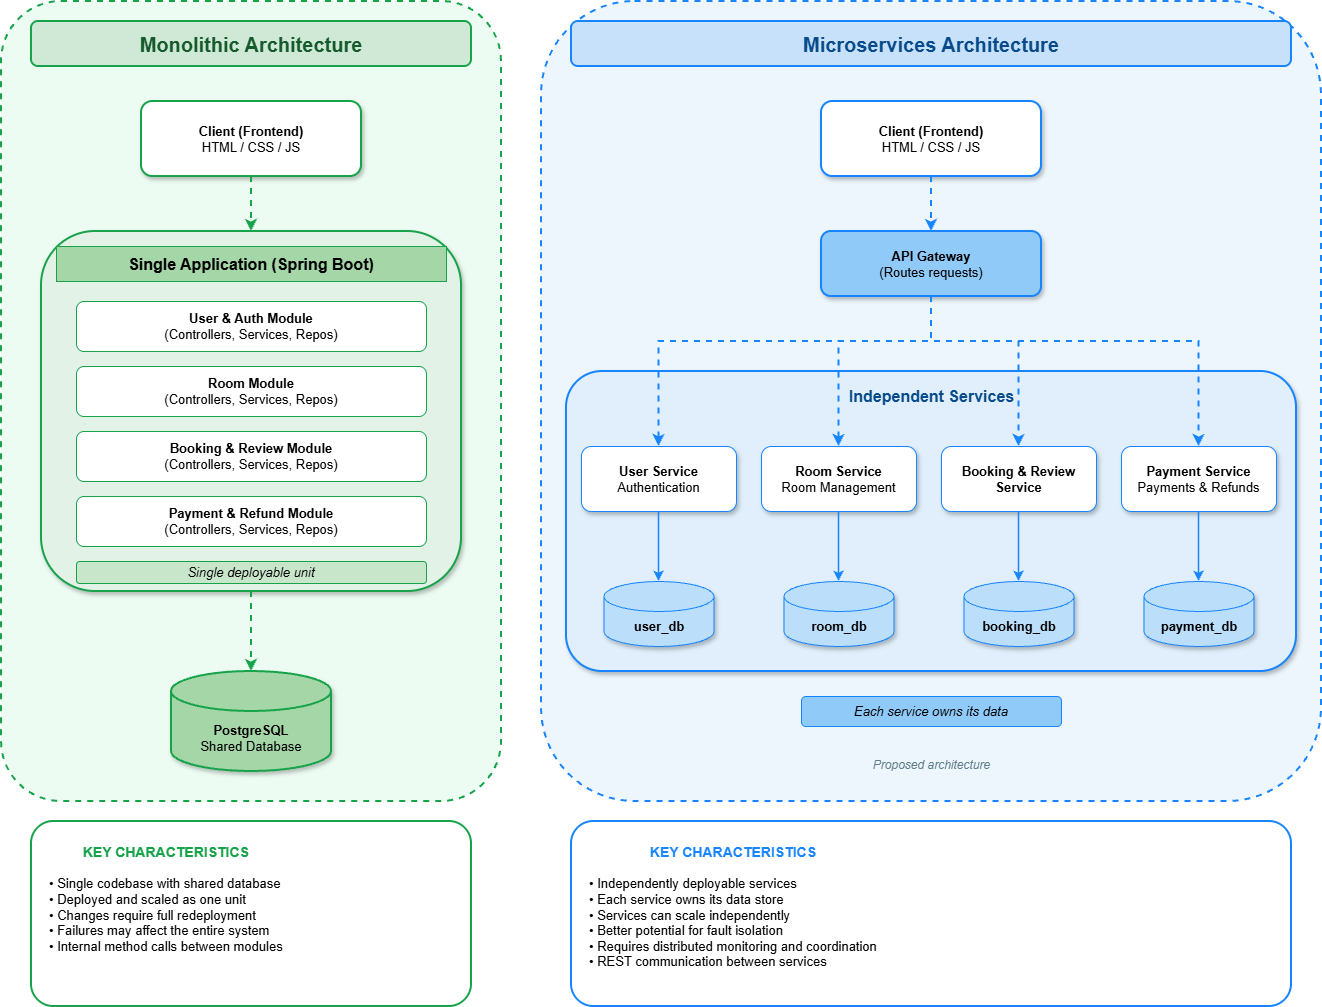 Monolithic Architecture
Client (Frontend)
HTML / CSS / JS
Single Application (Spring Boot)
User & Auth Module
(Controllers, Services, Repos)
Room Module
(Controllers, Services, Repos)
Booking & Review Module
(Controllers, Services, Repos)
Payment & Refund Module
(Controllers, Services, Repos)
Single deployable unit
PostgreSQL
Shared Database
KEY CHARACTERISTICS
• Single codebase with shared database
• Deployed and scaled as one unit
• Changes require full redeployment
• Failures may affect the entire system
• Internal method calls between modules
Microservices Architecture
Client (Frontend)
HTML / CSS / JS
API Gateway
(Routes requests)
Independent Services
User Service
Authentication
Room Service
Room Management
Booking & Review
Service
Payment Service
Payments & Refunds
user_db
room_db
booking_db
payment_db
Each service owns its data
Proposed architecture
KEY CHARACTERISTICS
• Independently deployable services
• Each service owns its data store
• Services can scale independently
• Better potential for fault isolation
• Requires distributed monitoring and coordination
• REST communication between services